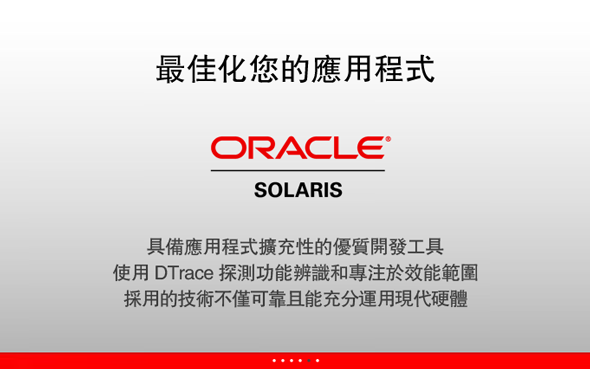 最佳化您的應用程式
ORACLE®
SOLARIS
具備應用程式擴充性的優質開發工具
使用 DTrace 探測功能辨識和專注於效能範圍
採用的技術不僅可靠且能充分運用現代硬體